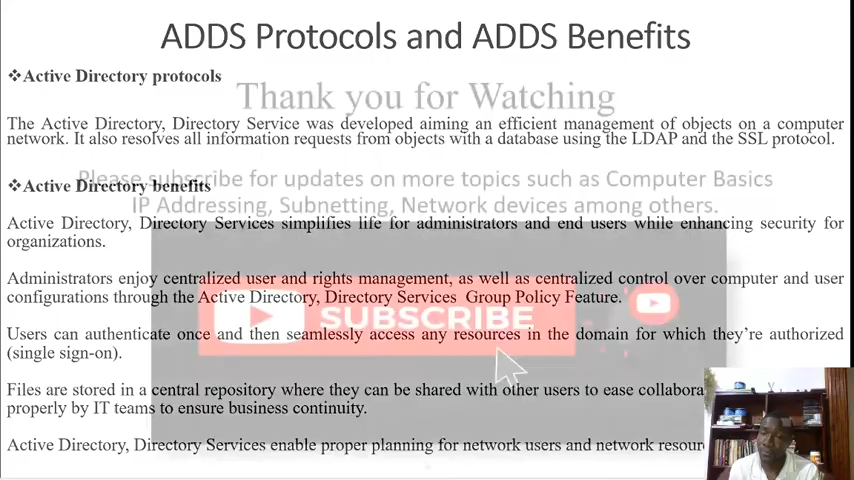 ADDS Protocols and ADDS Benefits
❖Active Directory protocols
Thank you for Watching
The Active Directory, Directory Service was developed aiming an efficient management of objects on a computer
network. It also resolves all information requests from objects with a database using the LDAP and the SSL protocol.
Please subscribe for updates on more topics such as Computer Basics
❖Active Directory benefits
IP Addressing, Subnetting, Network devices among others.
Active Directory, Directory Services simplifies life for administrators and end users while enhancing security for
organizations.
Administrators enjoy centralized user and rights management, as well as centralized control over computer and user
configurations through the Active Directory, Directory Services Group Policy Feature.
SUBSCRIBE
Users can authenticate once and then seamlessly access any resources in the domain for which they're authorized
(single sign-on).
Files are stored in a central repository where they can be shared with other users to ease
properly by IT teams to ensure business continuity.
Active Directory, Directory Services enable proper planning for network users and network